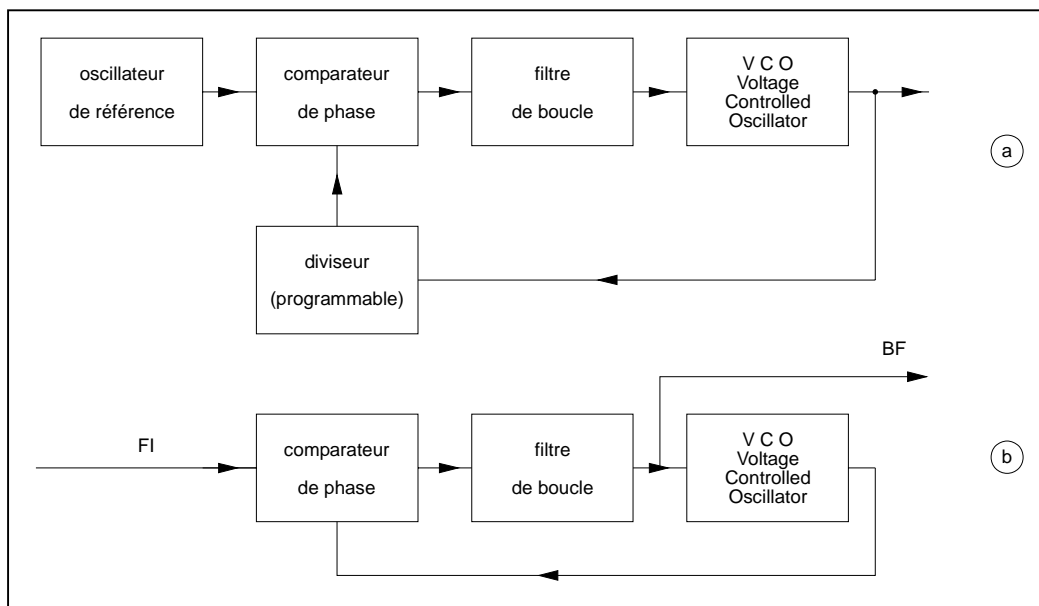 oscillateur
de référence
comparateur
de phase
filtre
de boucle
V C O
Voltage
Controlled
Oscillator
a
diviseur
(programmable)
BF
FI
comparateur
de phase
filtre
de boucle
V C O
Voltage
Controlled
Oscillator
b